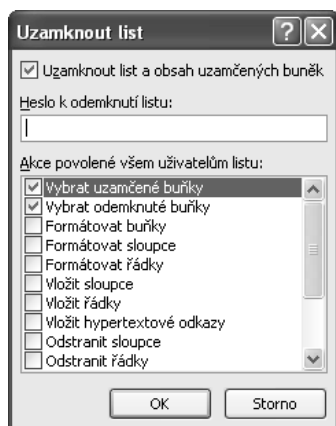 Uzamknout list
Uzamknout list a obsah uzamčených buněk
Heslo k odemknutí listu:
Akce povolené všem uživatelům listu:
Vybrat uzamčené buňky
Vybrat odemknuté buňky
Formátovat buňky
Formátovat sloupce
Formátovat řádky
Vložit sloupce
Vložit řádky
Vložit hypertextové odkazy
Odstranit sloupce
Odstranit řádky
OK Storno